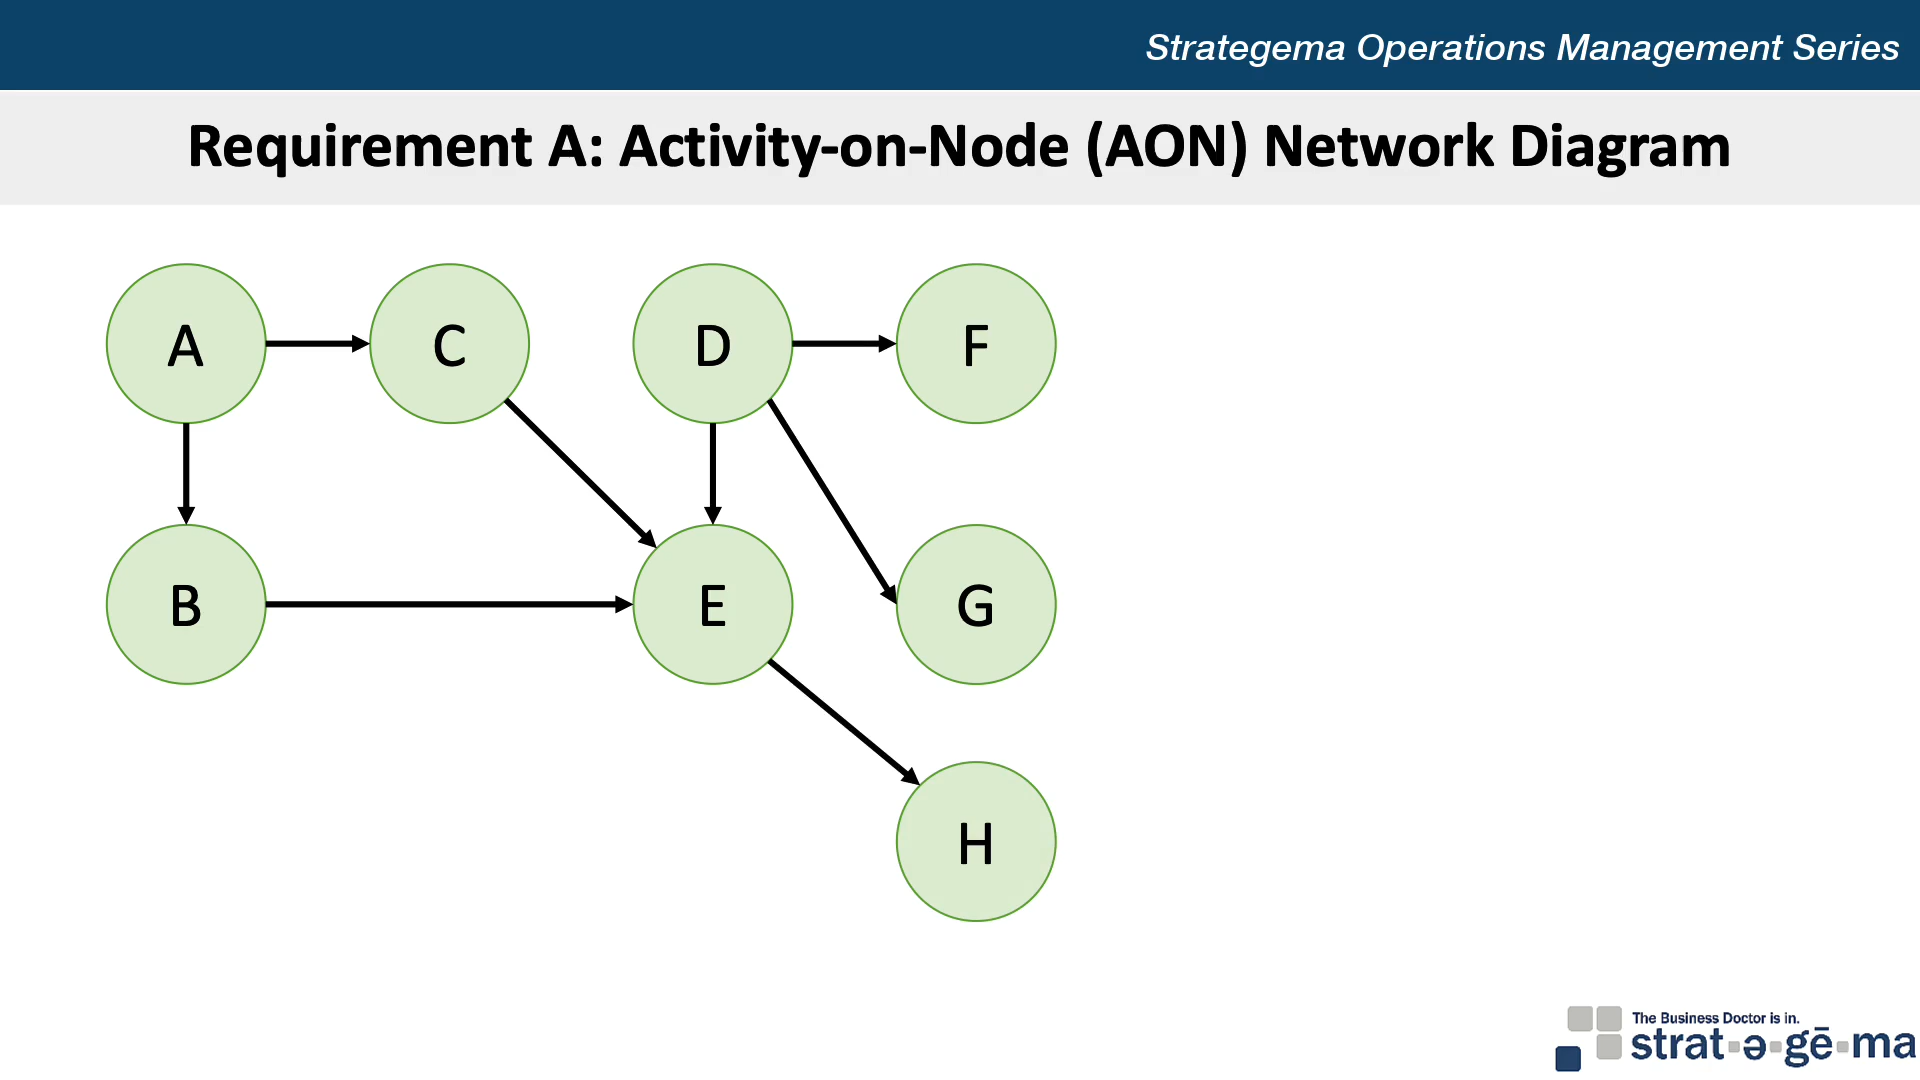 Strategema Operations Management Series
Requirement A: Activity-on-Node (AON) Network Diagram
A
C
D
F
B
E
G
H
The Business Doctor is in.
strat▪ə▪gē▪ma